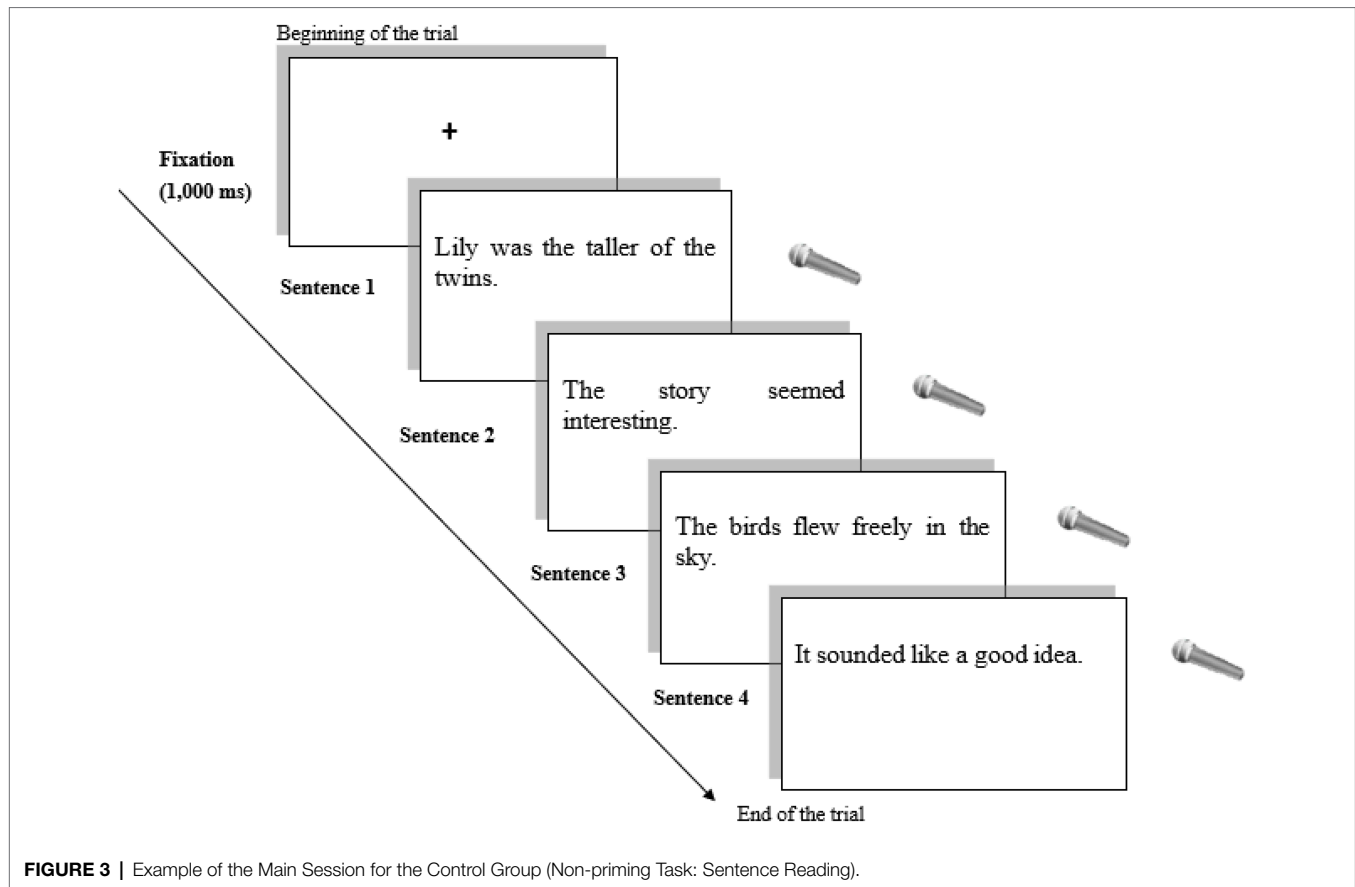 Beginning of the trial
+
Fixation
(1,000 ms)
Lily was the taller of the
twins.
Sentence 1
The story seemed
interesting.
Sentence 2
The birds flew freely in the
sky.
Sentence 3
It sounded like a good idea.
Sentence 4
End of the trial
FIGURE 3 | Example of the Main Session for the Control Group (Non-priming Task: Sentence Reading).